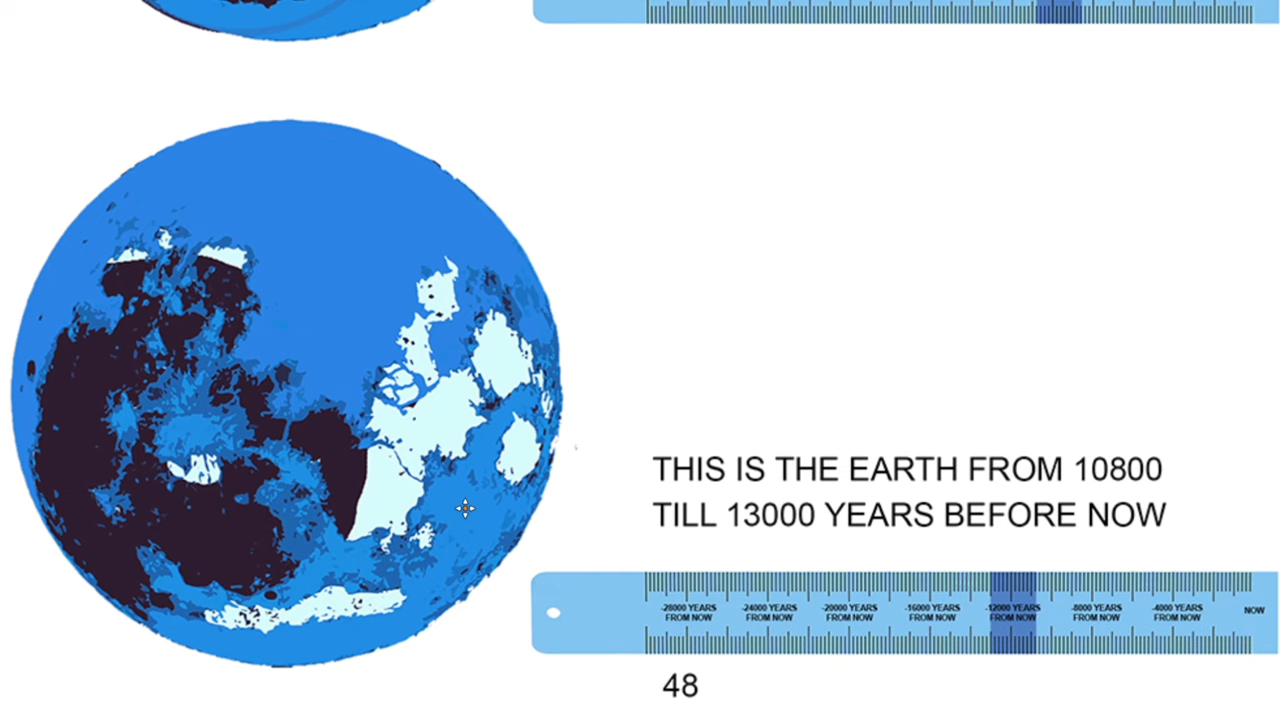 THIS IS THE EARTH FROM 10800
TILL 13000 YEARS BEFORE NOW
-28000 YEARS FROM NOW
-24000 YEARS FROM NOW
-20000 YEARS FROM NOW
-16000 YEARS FROM NOW
-12000 YEARS FROM NOW
-8000 YEARS FROM NOW
-4000 YEARS FROM NOW
NOW
48